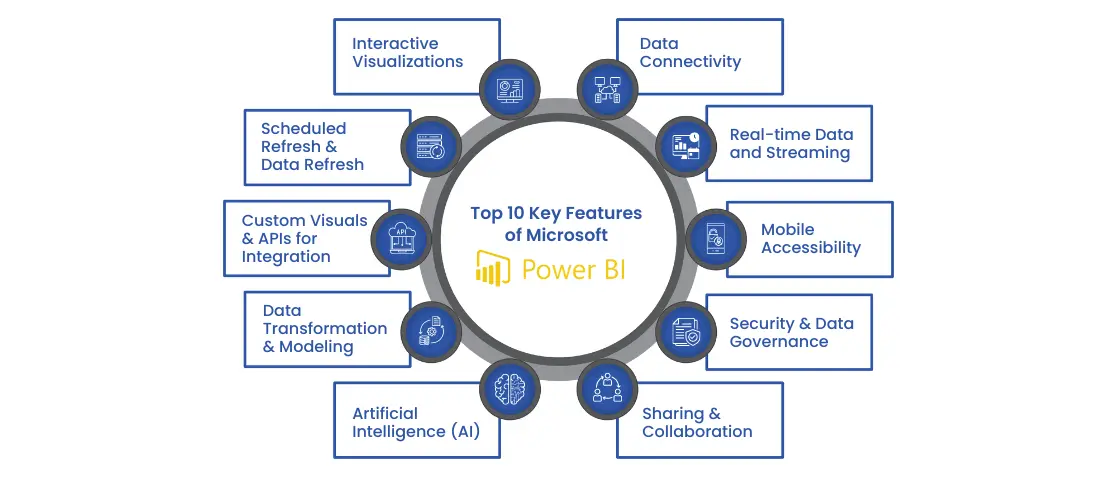 Interactive
Visualizations
Data
Connectivity
Scheduled
Refresh &
Data Refresh
Real-time Data
and Streaming
Top 10 Key Features
of Microsoft
Power BI
Custom Visuals
& APIs for
Integration
API
Mobile
Accessibility
Data
Transformation
& Modeling
Security & Data
Governance
Artificial
Intelligence (AI)
Sharing &
Collaboration